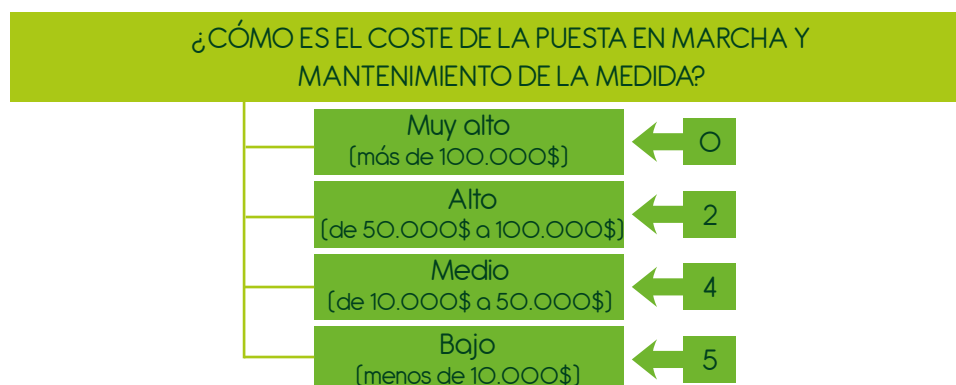 ¿CÓMO ES EL COSTE DE LA PUESTA EN MARCHA Y
MANTENIMIENTO DE LA MEDIDA?
Muy alto
(más de 100.000$)
0
Alto
(de 50.000$ a 100.000$)
2
Medio
(de 10.000$ a 50.000$)
4
Bajo
(menos de 10.000$)
5